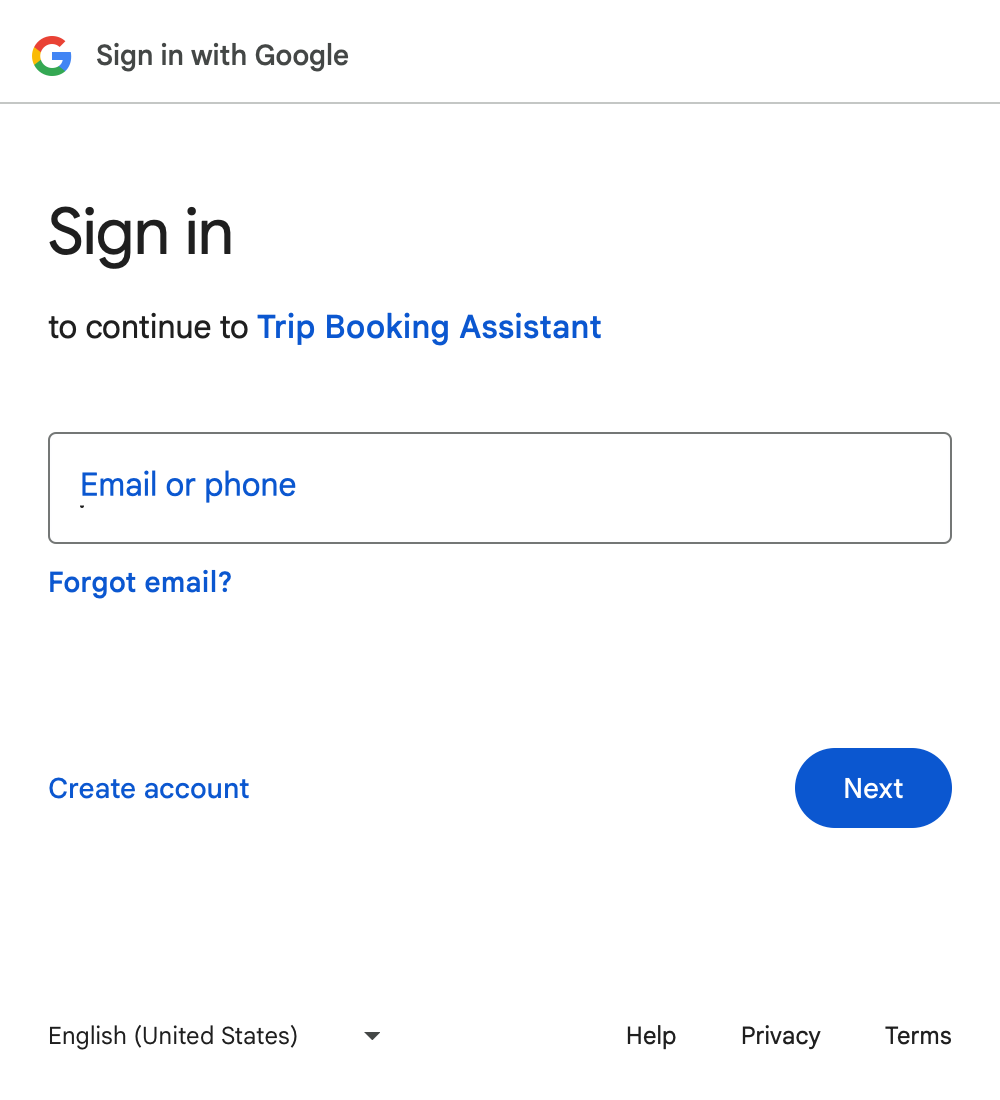 Sign in with Google
Sign in
to continue to Trip Booking Assistant
Email or phone
Forgot email?
Create account
Next
English (United States)
Help Privacy Terms